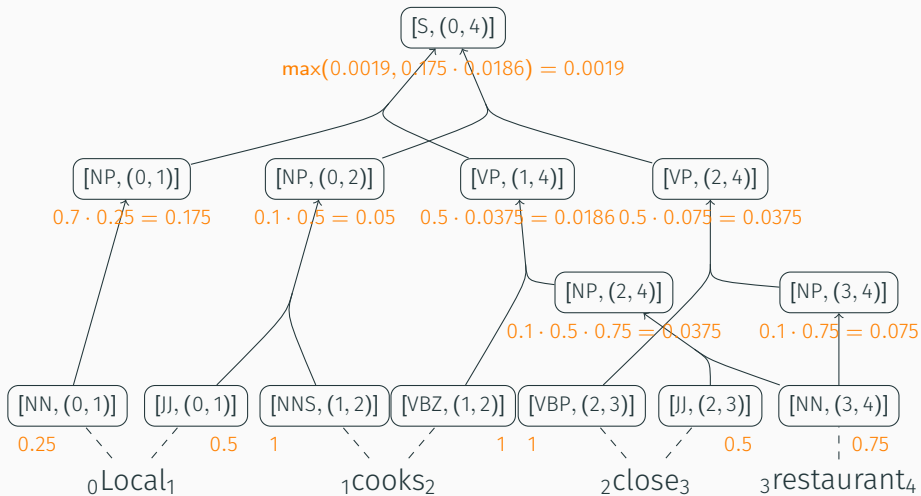 [S, (0, 4)]
max(0.0019, 0.175 · 0.0186) = 0.0019
[NP, (0, 1)] [NP, (0, 2)] [VP, (1, 4)] [VP, (2, 4)]
0.7 · 0.25 = 0.175 0.1 · 0.5 = 0.05 0.5 · 0.0375 = 0.0186 0.5 · 0.075 = 0.0375
[NP, (2, 4)] [NP, (3, 4)]
0.1 · 0.5 · 0.75 = 0.0375 0.1 · 0.75 = 0.075
[NN, (0, 1)] [JJ, (0, 1)] [NNS, (1, 2)] [VBZ, (1, 2)] [VBP, (2, 3)] [JJ, (2, 3)] [NN, (3, 4)]
0.25 0.5 1 1 1 0.5 0.75
₀Local₁ ₁cooks₂ ₂close₃ ₃restaurant₄